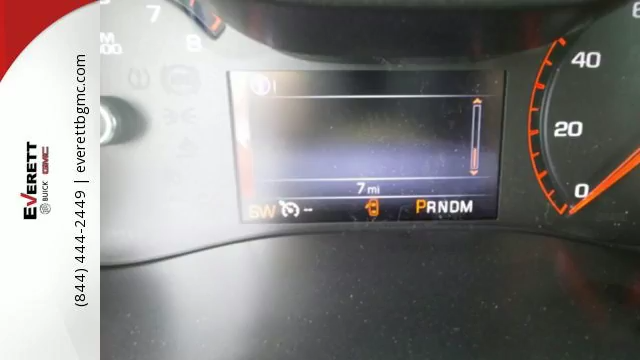 EVERETT
BUICK GMC
(844) 444-2449 | everettbgmc.com
7
8
40
20
0
7 mi
SW --
PRNDM